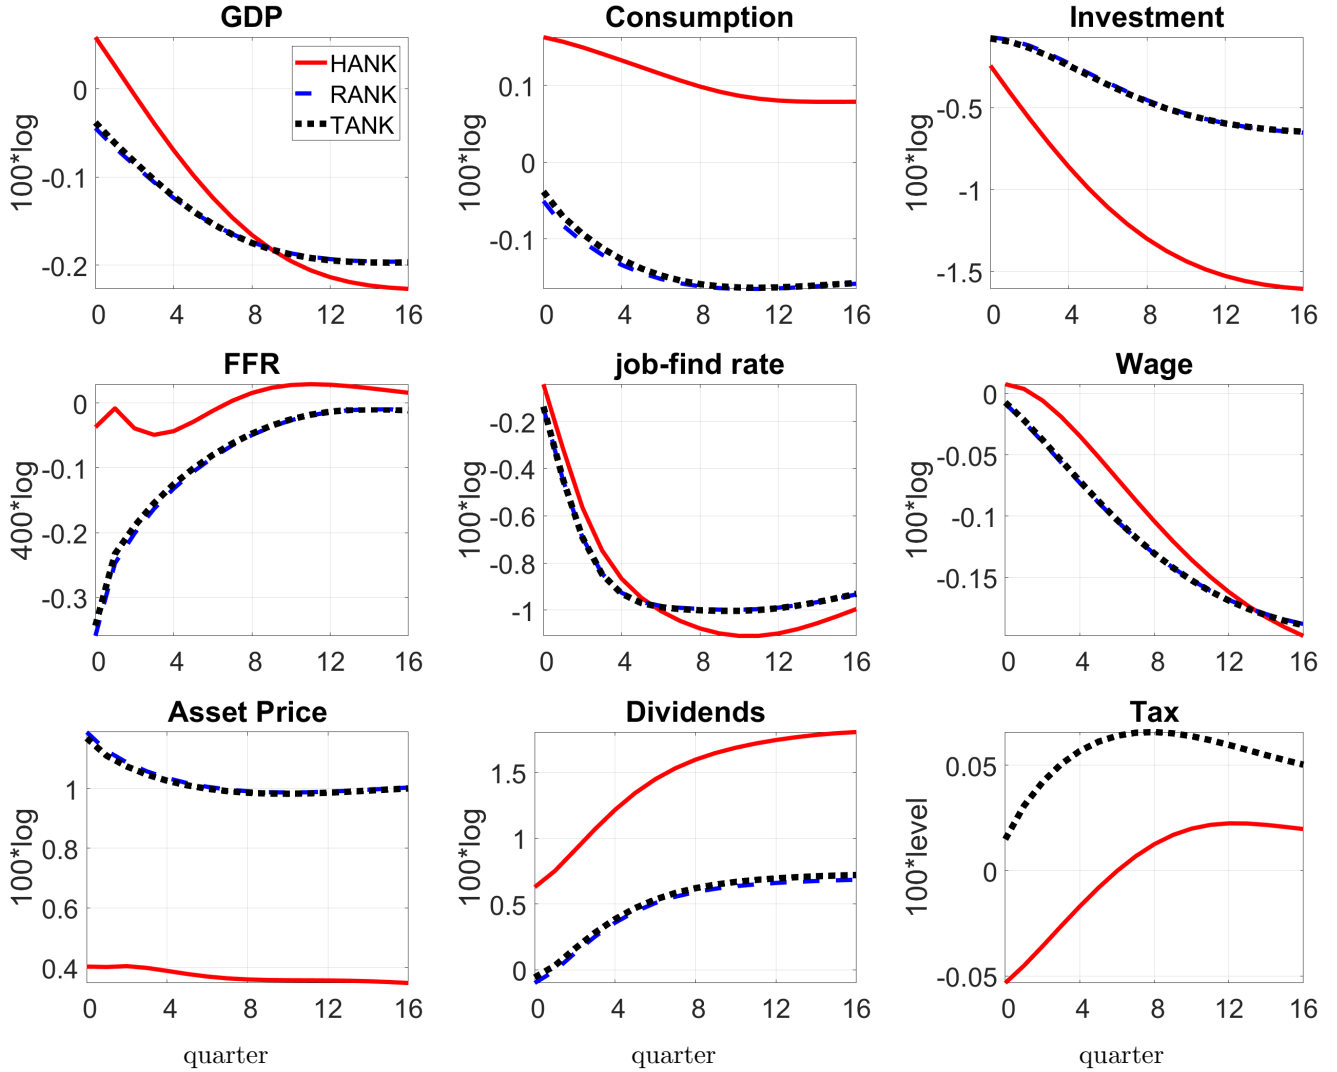 GDP
Consumption
Investment
HANK
RANK
TANK
100*log
0
-0.1
-0.2
0 4 8 12 16
100*log
0.1
0
-0.1
0 4 8 12 16
100*log
-0.5
-1
-1.5
0 4 8 12 16
FFR
job-find rate
Wage
400*log
0
-0.1
-0.2
-0.3
0 4 8 12 16
100*log
-0.2
-0.4
-0.6
-0.8
-1
0 4 8 12 16
100*log
0
-0.05
-0.1
-0.15
0 4 8 12 16
Asset Price
Dividends
Tax
100*log
1
0.8
0.6
0.4
0 4 8 12 16
quarter
100*log
1.5
1
0.5
0
0 4 8 12 16
quarter
100*level
0.05
0
-0.05
0 4 8 12 16
quarter